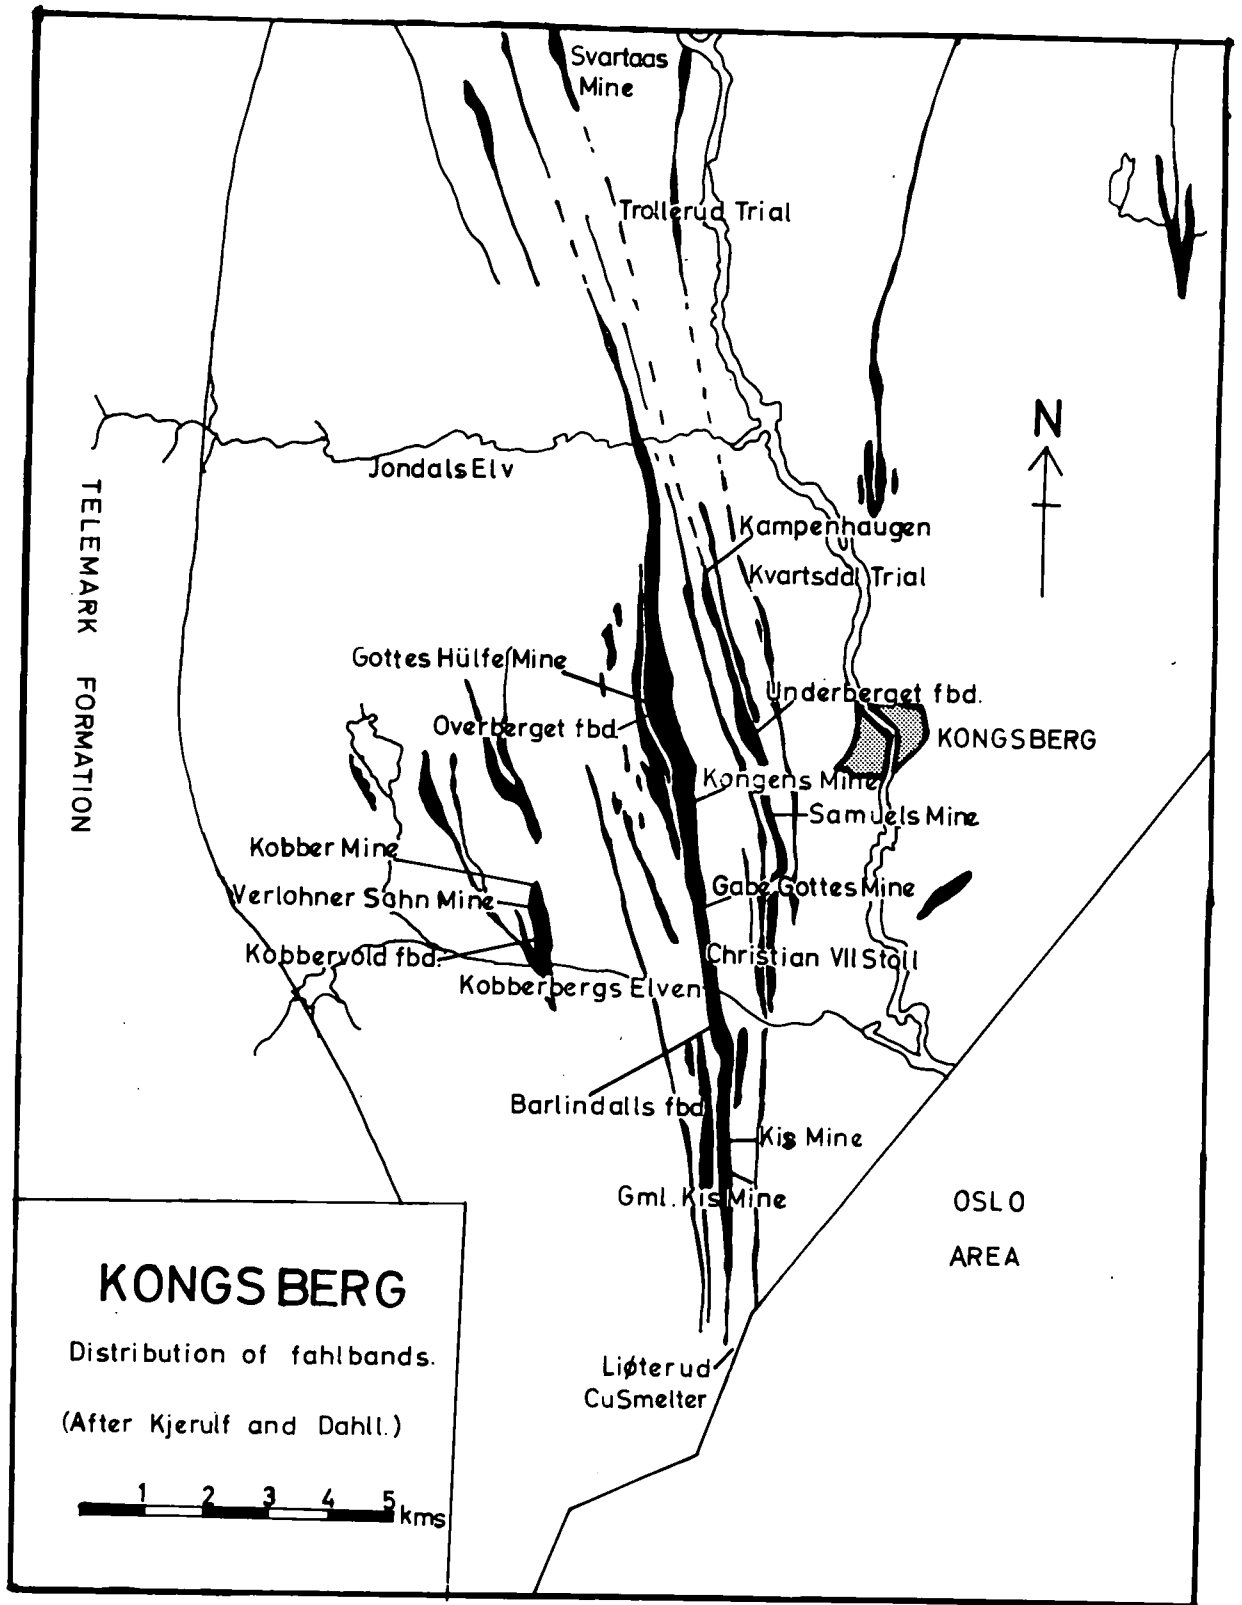 Svartaas
Mine
Trollerud Trial
N
Jondals Elv
TELEMARK FORMATION
Kampenhaugen
Kvartsdal Trial
Gottes Hülfe Mine
Underberget fbd.
Overberget fbd.
KONGSBERG
Kongens Mine
Samuels Mine
Kobber Mine
Gabe Gottes Mine
Verlohner Sohn Mine
Kobbervold fbd.
Christian VII Stoll
Kobberbergs Elven
Barlindalls fbd
Kis Mine
Gml. Kis Mine
OSLO
AREA
KONGSBERG
Distribution of fahlbands.
(After Kjerulf and Dahll.)
Liøterud
Cu Smelter
1 2 3 4 5
kms